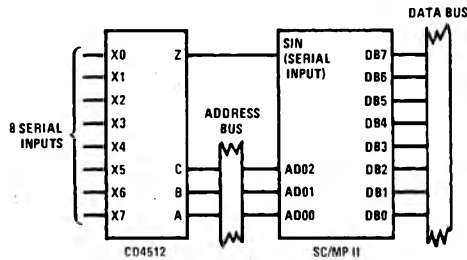 DATA BUS
8 SERIAL
INPUTS
X0
X1
X2
X3
X4
X5
X6
X7
Z
C
B
A
CD4512
ADDRESS
BUS
SIN
(SERIAL
INPUT)
AD02
AD01
AD00
DB7
DB6
DB5
DB4
DB3
DB2
DB1
DB0
SC/MP II